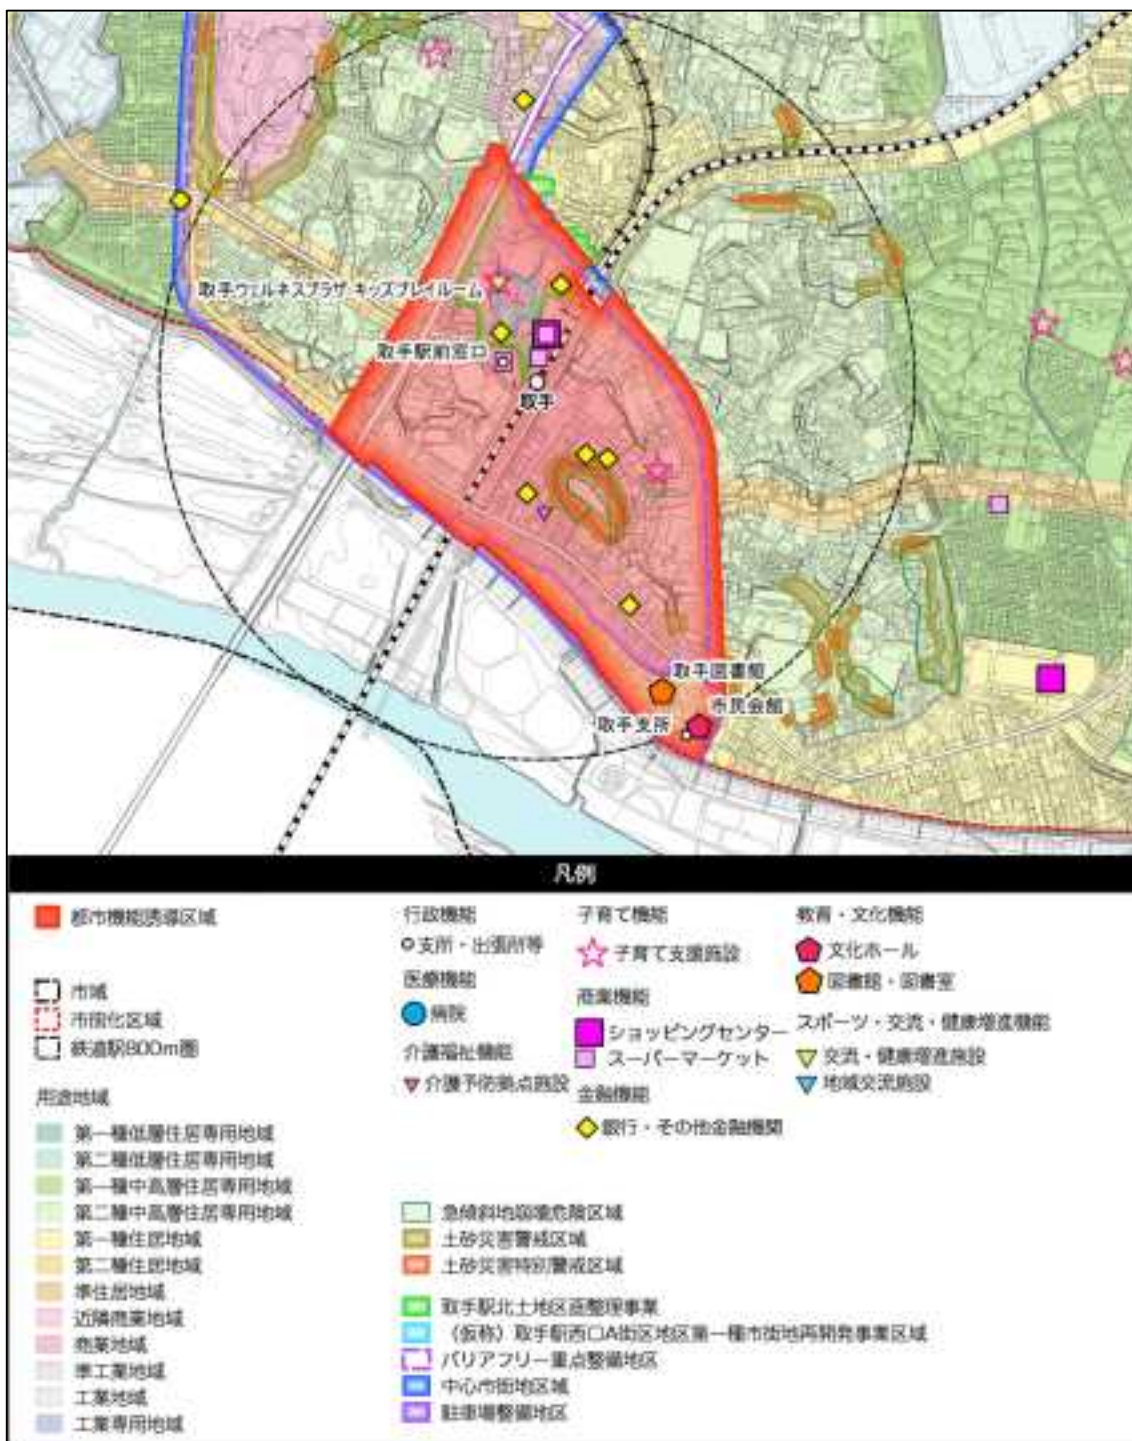 取手ウェルネスプラザ キッズプレイルーム
取手駅前窓口
取手
取手図書館
市民会館
取手支所
凡例
都市機能誘導区域
市域
市街化区域
鉄道駅800m圏
用途地域
第一種低層住居専用地域
第二種低層住居専用地域
第一種中高層住居専用地域
第二種中高層住居専用地域
第一種住居地域
第二種住居地域
準住居地域
近隣商業地域
商業地域
準工業地域
工業地域
工業専用地域
行政機能
支所・出張所等
医療機能
病院
介護福祉機能
介護予防拠点施設
子育て機能
子育て支援施設
商業機能
ショッピングセンター
スーパーマーケット
金融機能
銀行・その他金融機関
教育・文化機能
文化ホール
図書館・図書室
スポーツ・交流・健康増進機能
交流・健康増進施設
地域交流施設
急傾斜地崩壊危険区域
土砂災害警戒区域
土砂災害特別警戒区域
取手駅北土地区画整理事業
（仮称）取手駅西口A街区地区第一種市街地再開発事業区域
バリアフリー重点整備地区
中心市街地区域
駐車場整備地区